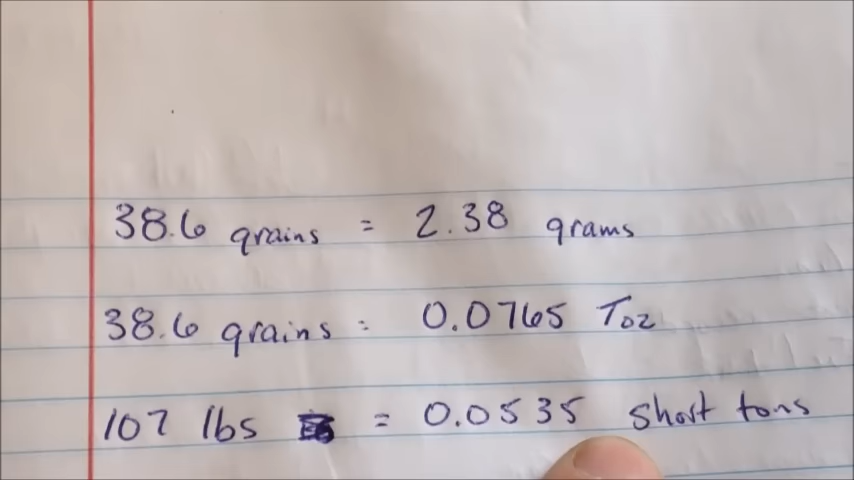 38.6 grains = 2.38 grams
38.6 grains = 0.0765 Toz
107 lbs = 0.0535 short tons